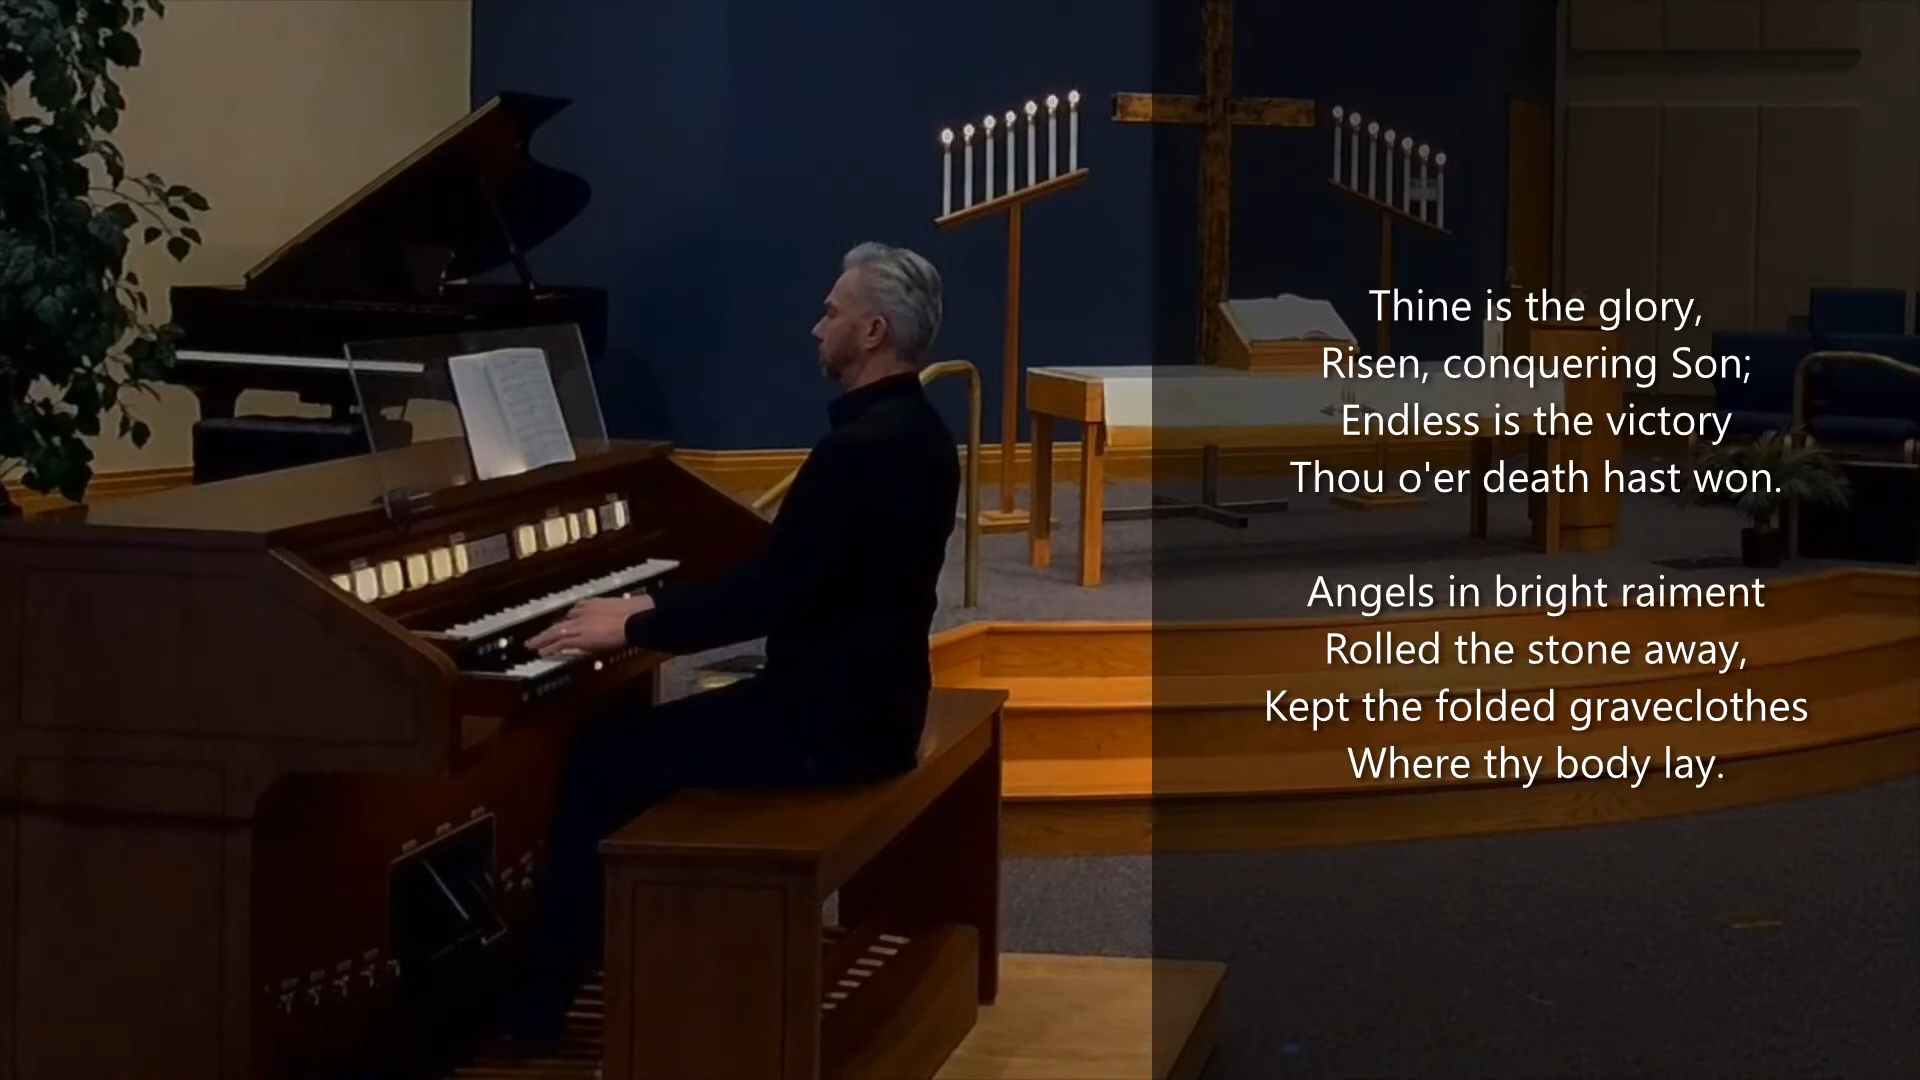 Thine is the glory,
Risen, conquering Son;
Endless is the victory
Thou o'er death hast won.
Angels in bright raiment
Rolled the stone away,
Kept the folded graveclothes
Where thy body lay.